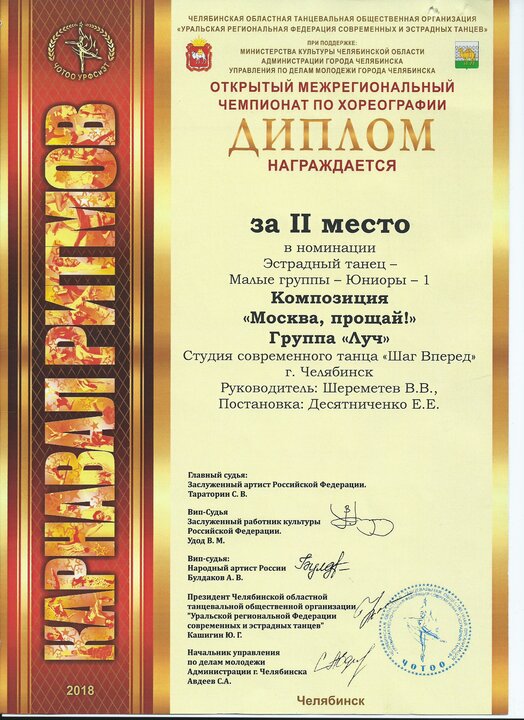 ЧОТОО УРФСИЭТ
КАРНАВАЛ РИТМОВ
2018
ЧЕЛЯБИНСКАЯ ОБЛАСТНАЯ ТАНЦЕВАЛЬНАЯ ОБЩЕСТВЕННАЯ ОРГАНИЗАЦИЯ
«УРАЛЬСКАЯ РЕГИОНАЛЬНАЯ ФЕДЕРАЦИЯ СОВРЕМЕННЫХ И ЭСТРАДНЫХ ТАНЦЕВ»
ПРИ ПОДДЕРЖКЕ:
МИНИСТЕРСТВА КУЛЬТУРЫ ЧЕЛЯБИНСКОЙ ОБЛАСТИ
АДМИНИСТРАЦИИ ГОРОДА ЧЕЛЯБИНСКА
УПРАВЛЕНИЯ ПО ДЕЛАМ МОЛОДЕЖИ ГОРОДА ЧЕЛЯБИНСКА
ОТКРЫТЫЙ МЕЖРЕГИОНАЛЬНЫЙ
ЧЕМПИОНАТ ПО ХОРЕОГРАФИИ
ДИПЛОМ
НАГРАЖДАЕТСЯ
за II место
в номинации
Эстрадный танец –
Малые группы – Юниоры – 1
Композиция
«Москва, прощай!»
Группа «Луч»
Студия современного танца «Шаг Вперед»
г. Челябинск
Руководитель: Шереметев В.В.,
Постановка: Десятниченко Е.Е.
Главный судья:
Заслуженный артист Российской Федерации.
Тараторин С. В.
Вип-Судья
Заслуженный работник культуры
Российской Федерации.
Удод В. М.
Вип-судья:
Народный артист России
Булдаков А. В.
Президент Челябинской областной
танцевальной общественной организации
"Уральской региональной Федерации
современных и эстрадных танцев"
Кашигин Ю. Г.
Начальник управления
по делам молодежи
Администрации г. Челябинска
Авдеев С.А.
ЧОТОО
Челябинск